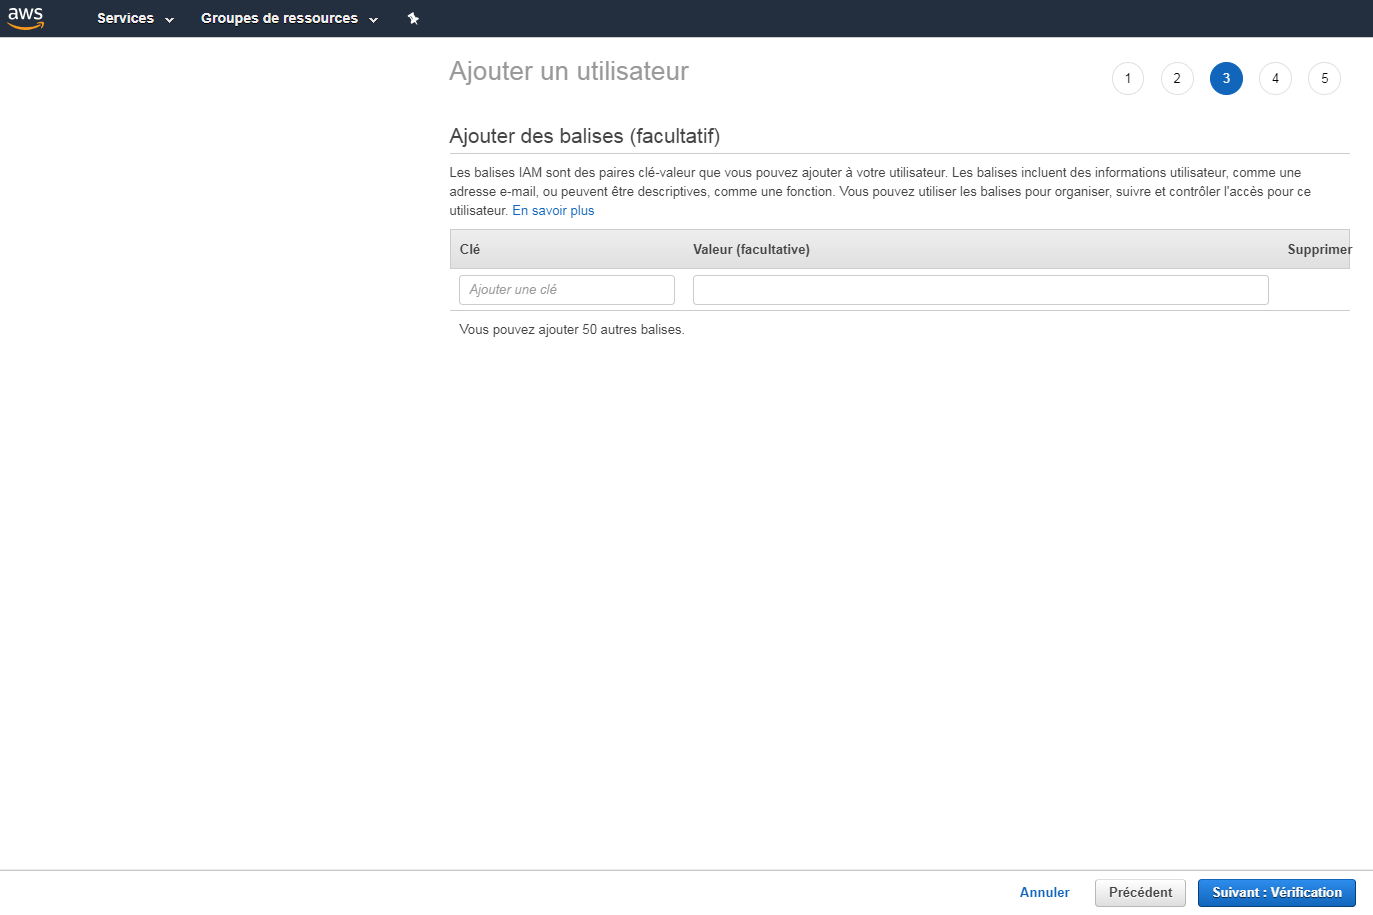 aws Services Groupes de ressources
Ajouter un utilisateur
1 2 3 4 5
Ajouter des balises (facultatif)
Les balises IAM sont des paires clé-valeur que vous pouvez ajouter à votre utilisateur. Les balises incluent des informations utilisateur, comme une
adresse e-mail, ou peuvent être descriptives, comme une fonction. Vous pouvez utiliser les balises pour organiser, suivre et contrôler l'accès pour ce
utilisateur. En savoir plus
Clé Valeur (facultative) Supprimer
Ajouter une clé
Vous pouvez ajouter 50 autres balises.
Annuler Précédent Suivant : Vérification